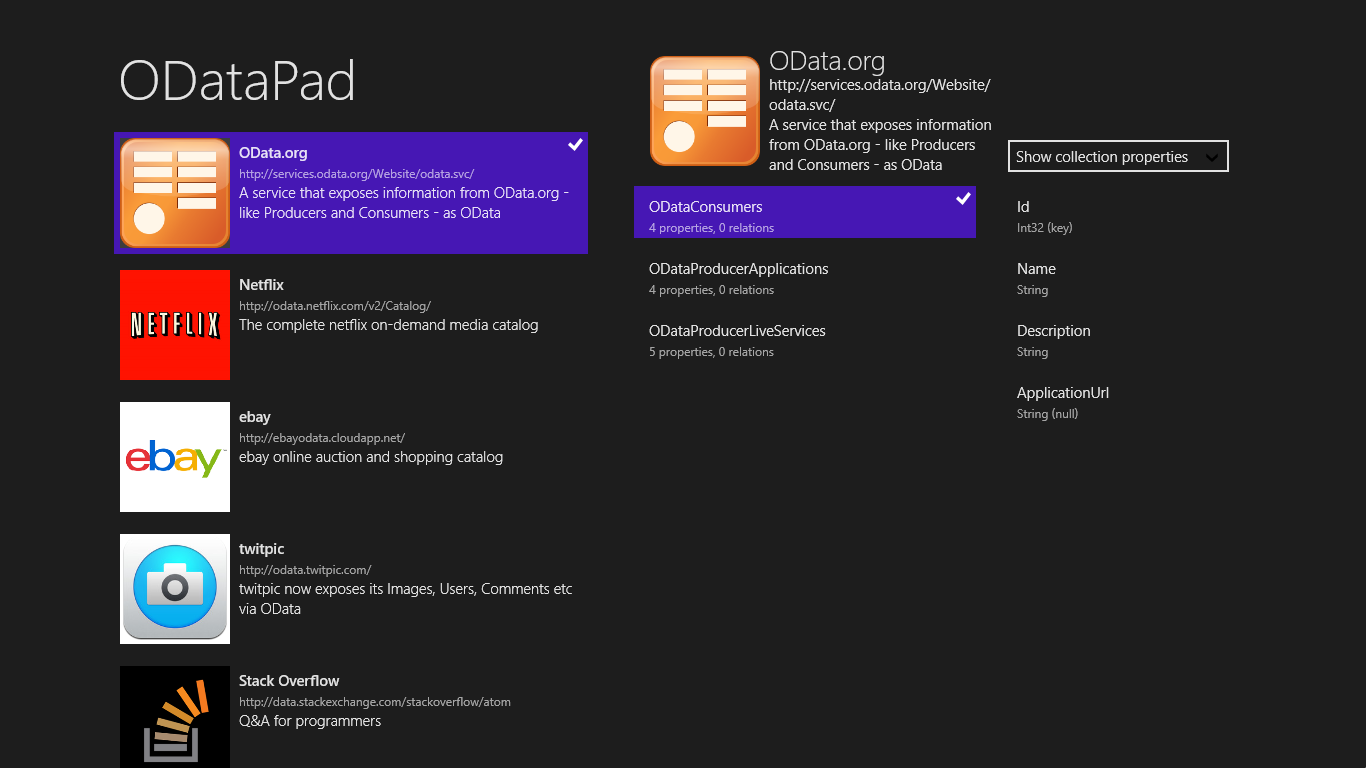 ODataPad
OData.org
http://services.odata.org/Website/odata.svc/
A service that exposes information from OData.org -
like Producers and Consumers - as OData
NETFLIX
Netflix
http://odata.netflix.com/v2/Catalog/
The complete netflix on-demand media catalog
ebay™
ebay
http://ebayodata.cloudapp.net/
ebay online auction and shopping catalog
twitpic
http://odata.twitpic.com/
twitpic now exposes its Images, Users, Comments etc
via OData
Stack Overflow
http://data.stackexchange.com/stackoverflow/atom
Q&A for programmers
OData.org
http://services.odata.org/Website/
odata.svc/
A service that exposes information
from OData.org - like Producers
and Consumers - as OData
ODataConsumers
4 properties, 0 relations
ODataProducerApplications
4 properties, 0 relations
ODataProducerLiveServices
5 properties, 0 relations
Show collection properties
Id
Int32 (key)
Name
String
Description
String
ApplicationUrl
String (null)